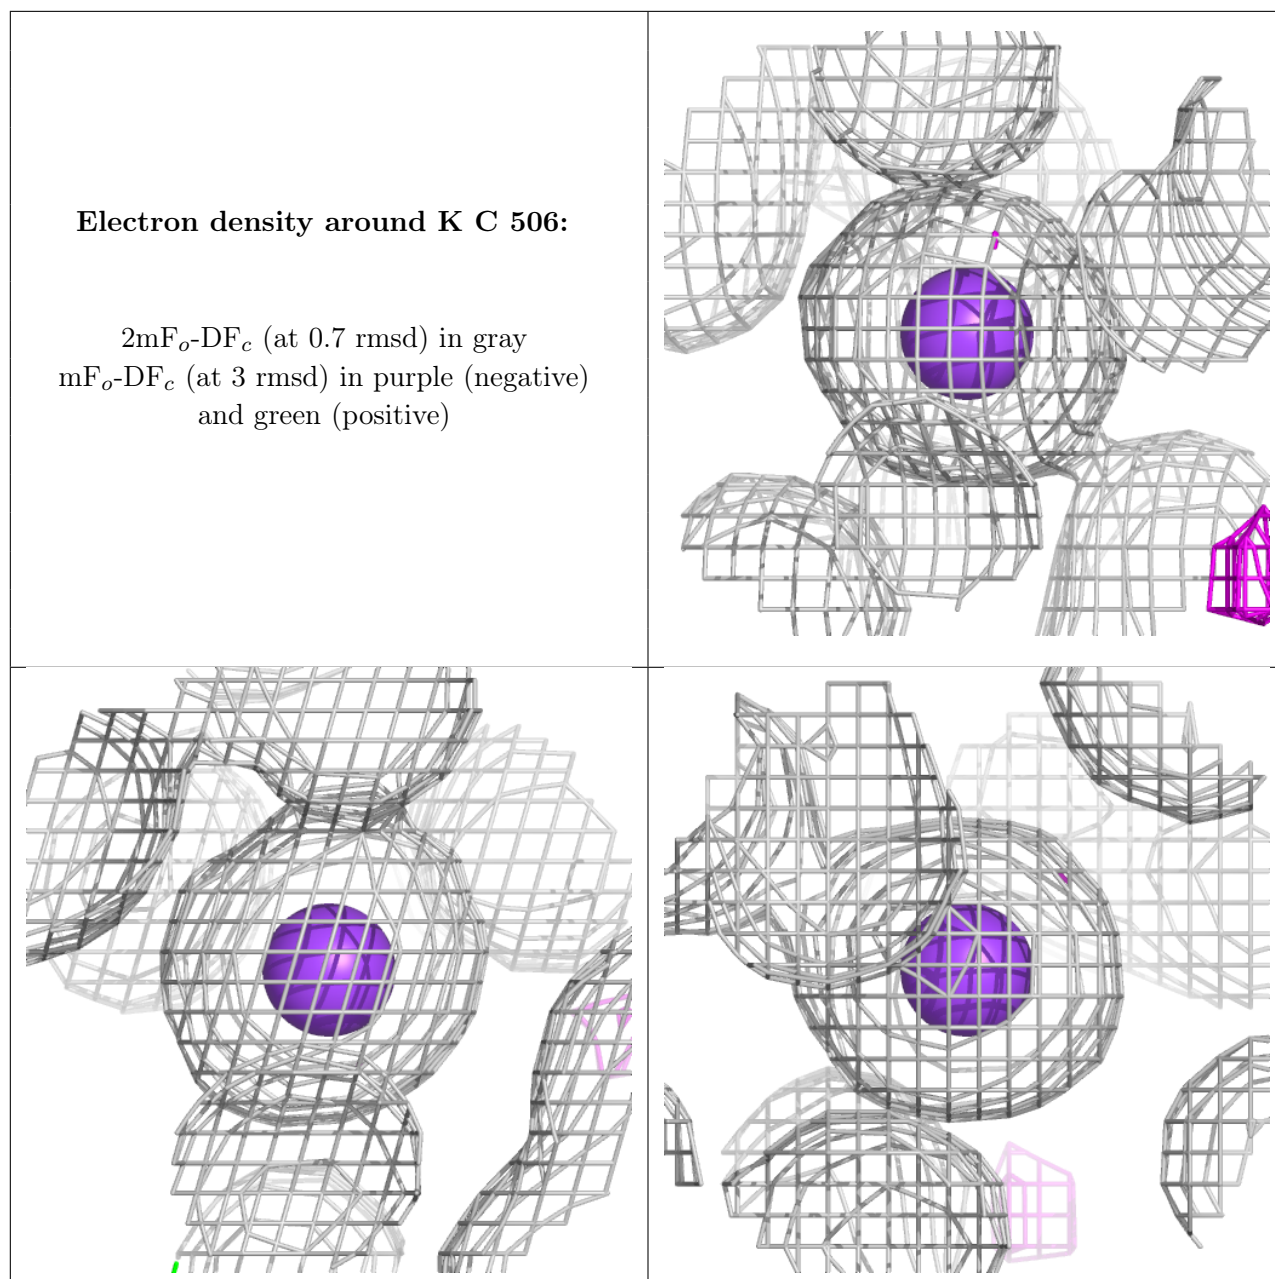 Electron density around K C 506:
2mFₒ-DF𝑐 (at 0.7 rmsd) in gray
mFₒ-DF𝑐 (at 3 rmsd) in purple (negative)
and green (positive)